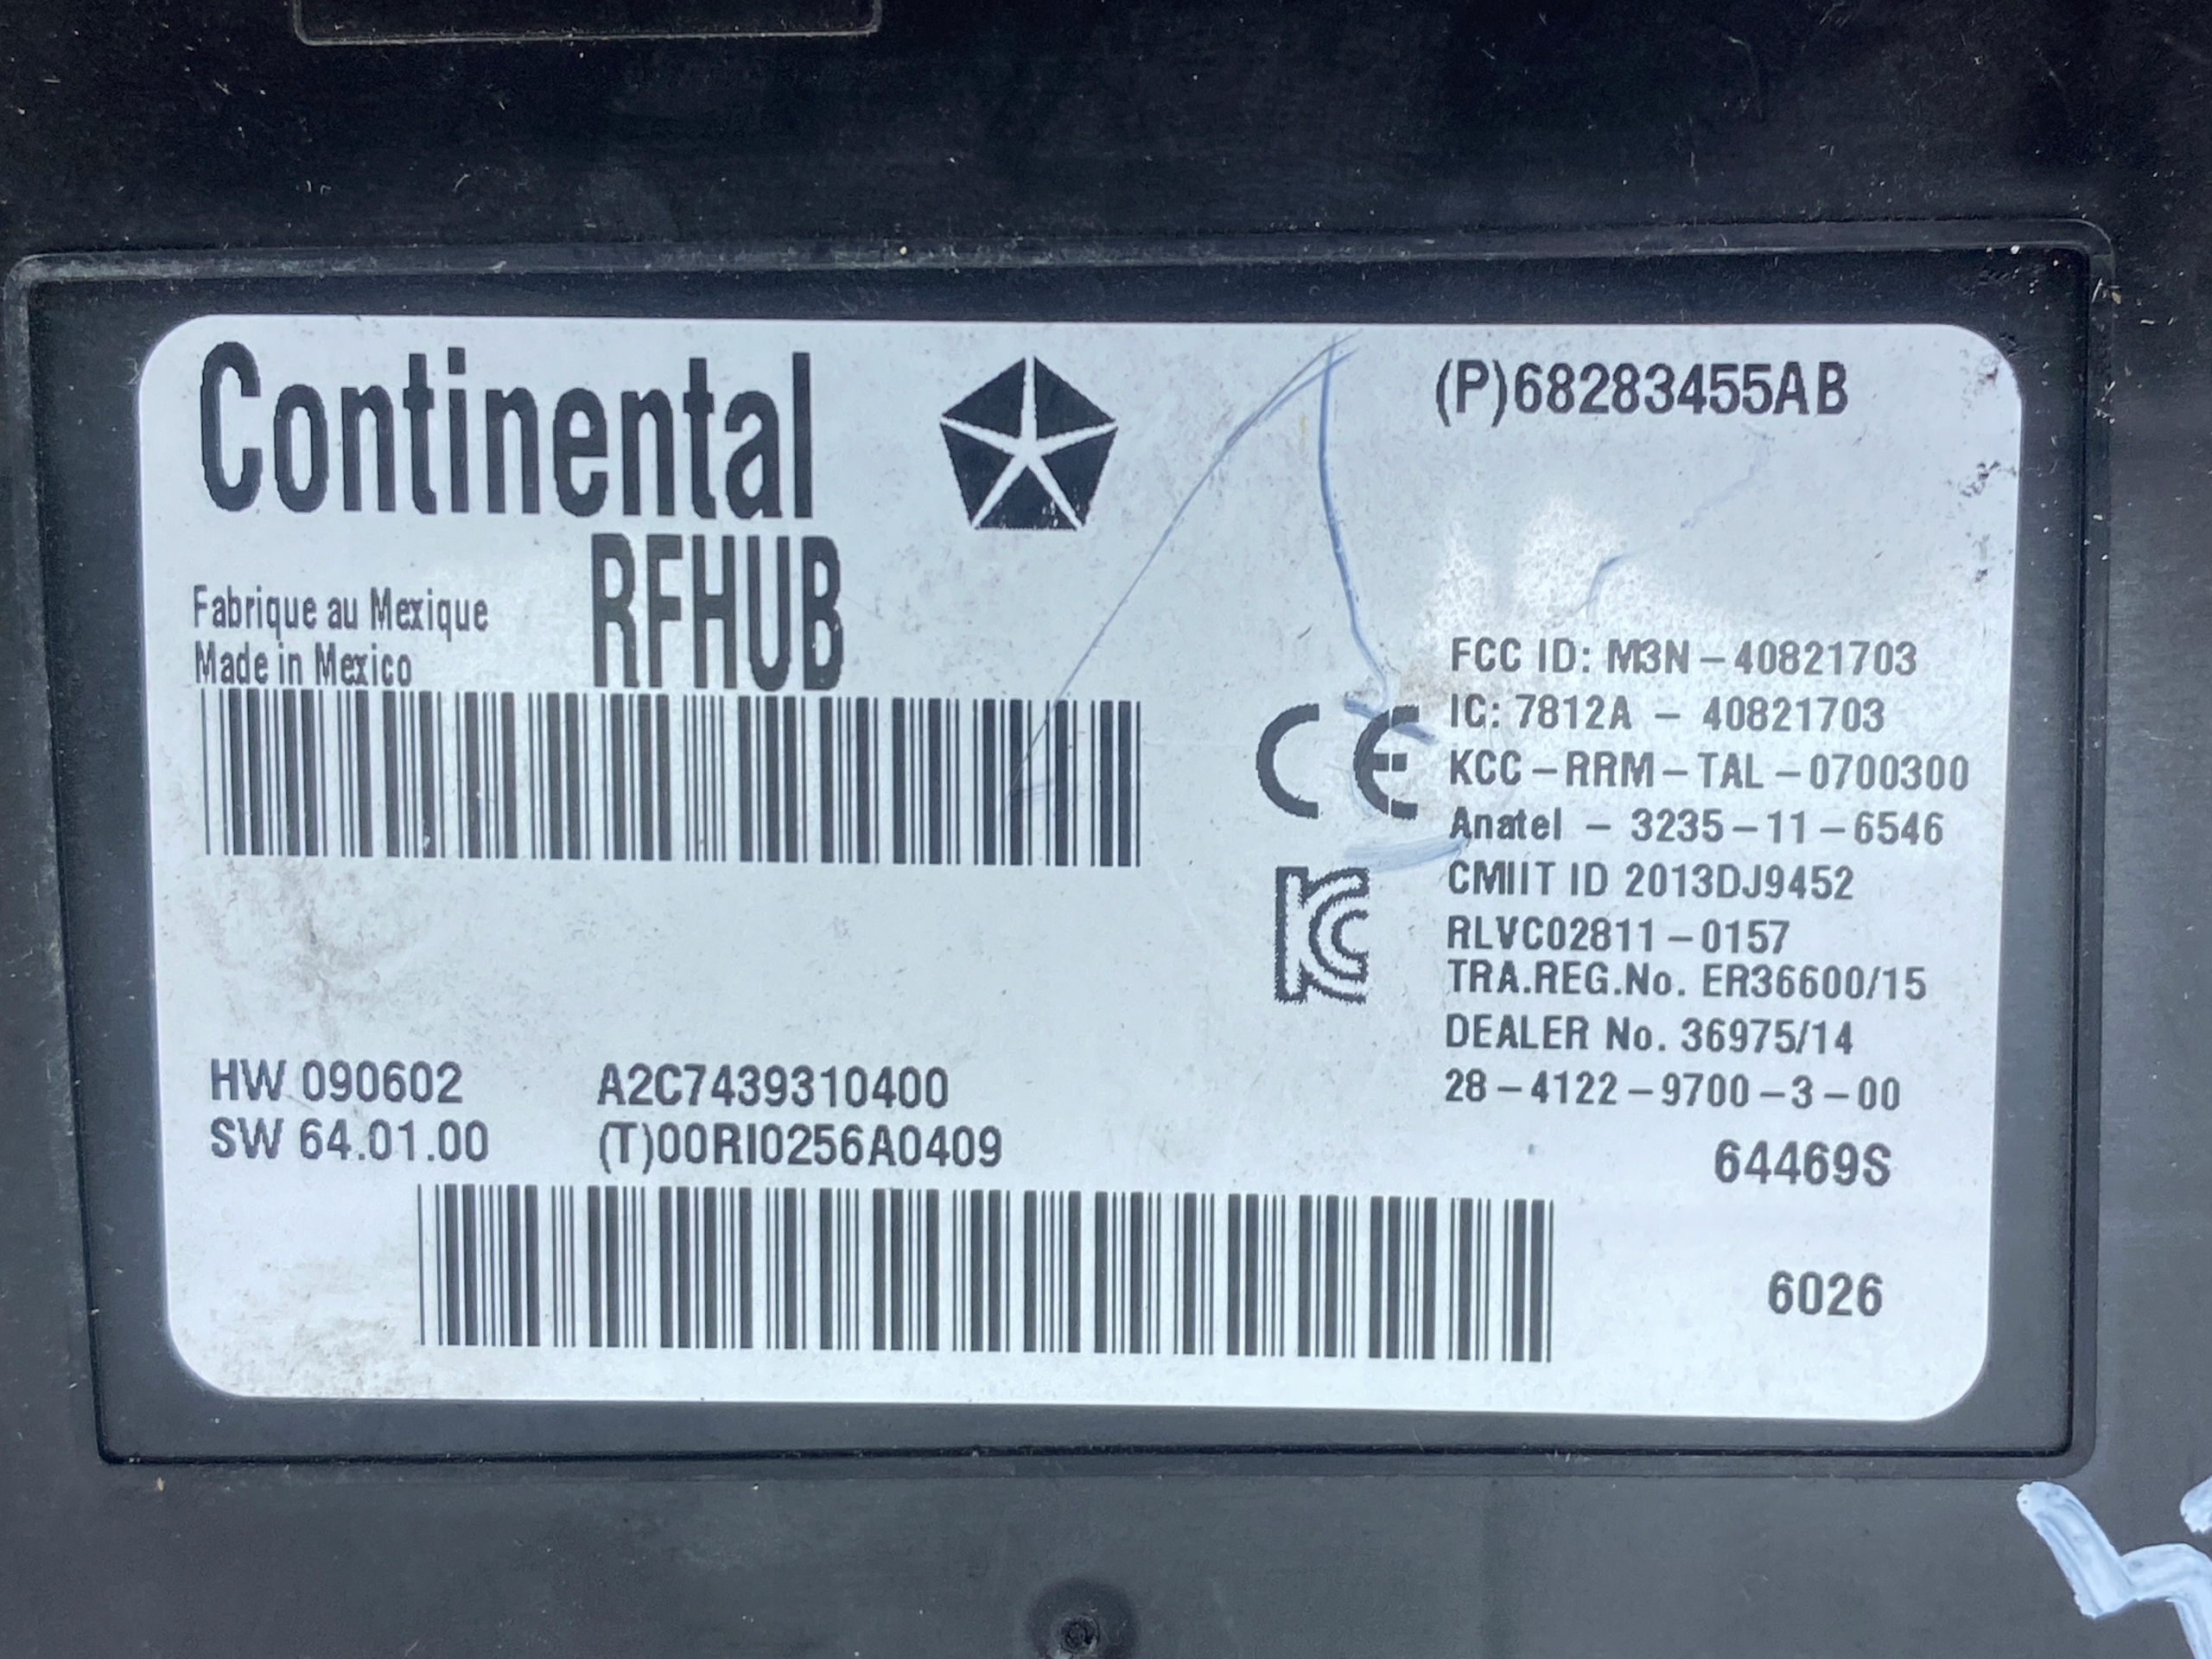 Continental
(P)68283455AB
RFHUB
Fabrique au Mexique
Made in Mexico
FCC ID: M3N-40821703
IC: 7812A - 40821703
KCC-RRM-TAL-0700300
Anatel - 3235-11-6546
CMIIT ID 2013DJ9452
RLVC02811-0157
TRA.REG.No. ER36600/15
DEALER No. 36975/14
28-4122-9700-3-00
CE
KC
HW 090602
A2C7439310400
SW 64.01.00
(T)00RI0256A0409
64469S
6026